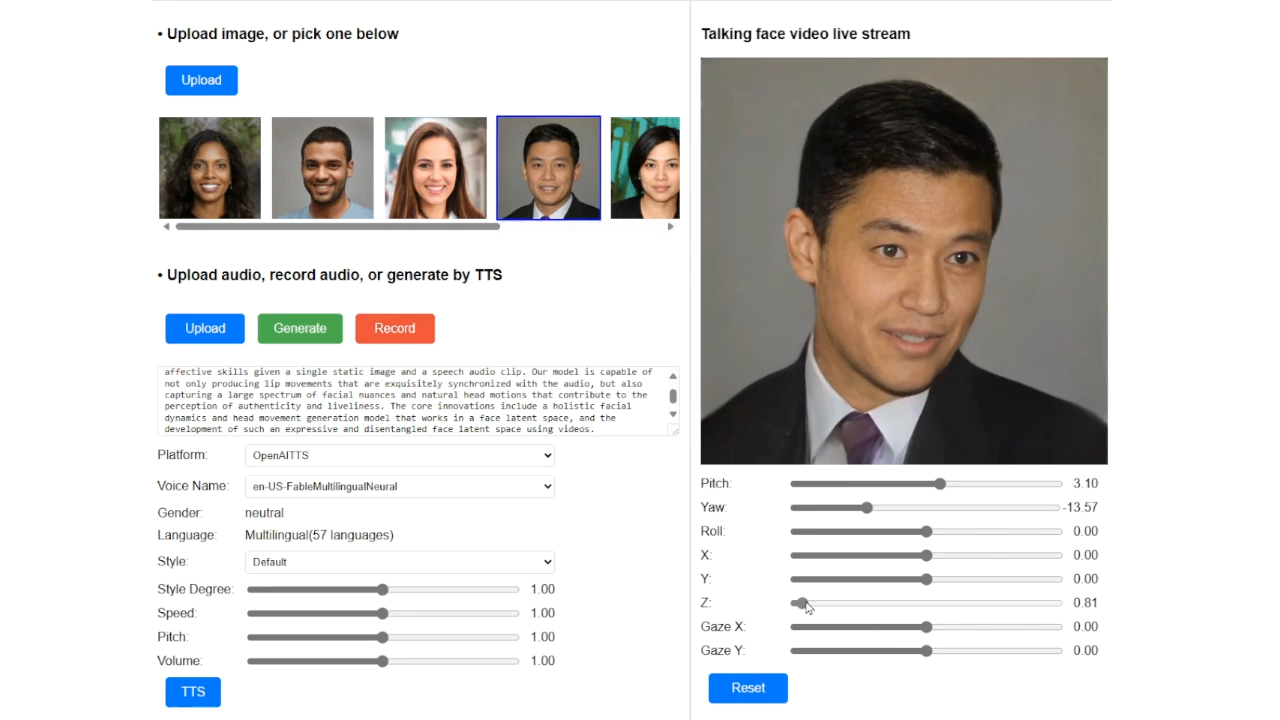 • Upload image, or pick one below
Upload
• Upload audio, record audio, or generate by TTS
Upload Generate Record
affective skills given a single static image and a speech audio clip. Our model is capable of
not only producing lip movements that are exquisitely synchronized with the audio, but also
capturing a large spectrum of facial nuances and natural head motions that contribute to the
perception of authenticity and liveliness. The core innovations include a holistic facial
dynamics and head movement generation model that works in a face latent space, and the
development of such an expressive and disentangled face latent space using videos.
Platform: OpenAITTS
Voice Name: en-US-FableMultilingualNeural
Gender: neutral
Language: Multilingual(57 languages)
Style: Default
Style Degree: 1.00
Speed: 1.00
Pitch: 1.00
Volume: 1.00
TTS
Talking face video live stream
Pitch: 3.10
Yaw: -13.57
Roll: 0.00
X: 0.00
Y: 0.00
Z: 0.81
Gaze X: 0.00
Gaze Y: 0.00
Reset